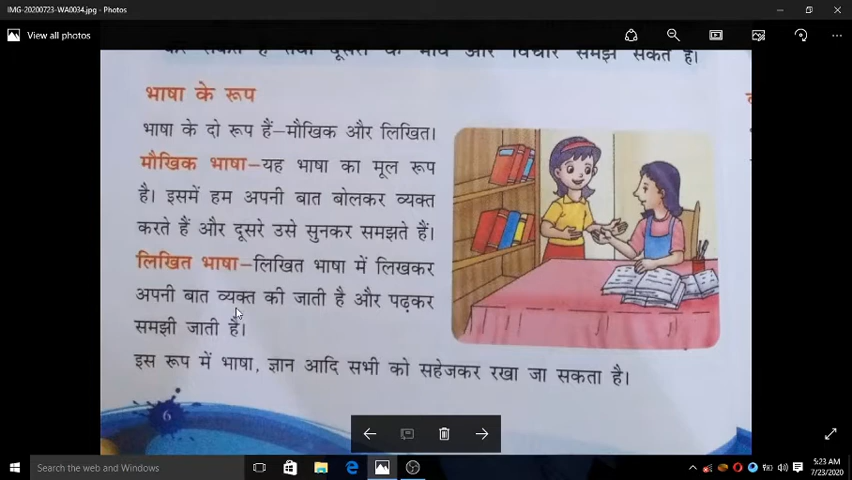 IMG-20200723-WA0034.jpg - Photos
View all photos
भाषा के रूप
भाषा के दो रूप हैं–मौखिक और लिखित।
मौखिक भाषा–यह भाषा का मूल रूप
है। इसमें हम अपनी बात बोलकर व्यक्त
करते हैं और दूसरे उसे सुनकर समझते हैं।
लिखित भाषा–लिखित भाषा में लिखकर
अपनी बात व्यक्त की जाती है और पढ़कर
समझी जाती है।
इस रूप में भाषा, ज्ञान आदि सभी को सहेजकर रखा जा सकता है।
6
Search the web and Windows
5:23 AM
7/23/2020